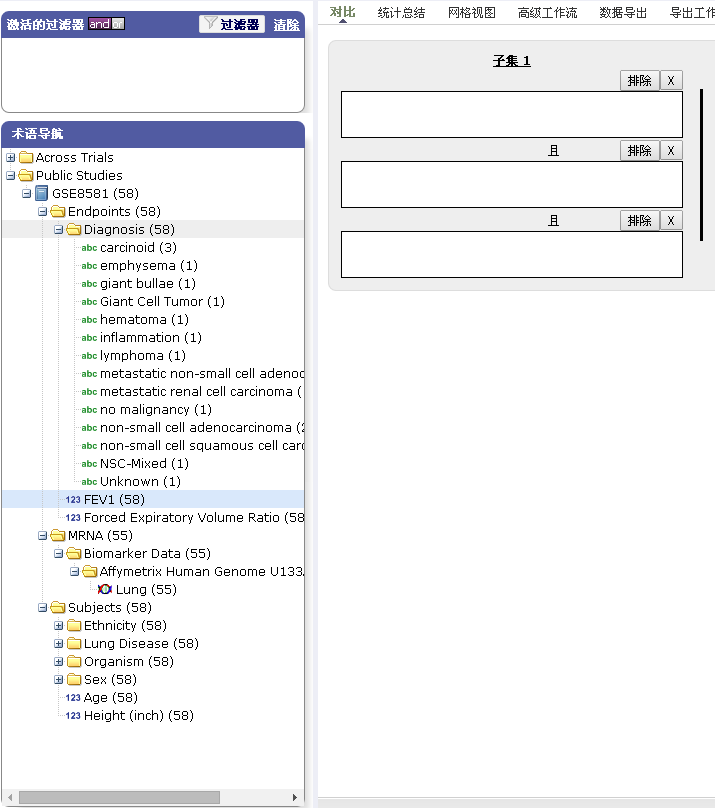 激活的过滤器 and or 过滤器 清除
术语导航
Across Trials
Public Studies
GSE8581 (58)
Endpoints (58)
Diagnosis (58)
abc carcinoid (3)
abc emphysema (1)
abc giant bullae (1)
abc Giant Cell Tumor (1)
abc hematoma (1)
abc inflammation (1)
abc lymphoma (1)
abc metastatic non-small cell adenoc
abc metastatic renal cell carcinoma (
abc no malignancy (1)
abc non-small cell adenocarcinoma (2
abc non-small cell squamous cell carc
abc NSC-Mixed (1)
abc Unknown (1)
123 FEV1 (58)
123 Forced Expiratory Volume Ratio (58
MRNA (55)
Biomarker Data (55)
Affymetrix Human Genome U133
Lung (55)
Subjects (58)
Ethnicity (58)
Lung Disease (58)
Organism (58)
Sex (58)
123 Age (58)
123 Height (inch) (58)
对比 统计总结 网格视图 高级工作流 数据导出 导出工作
子集 1
排除 X
且 排除 X
且 排除 X